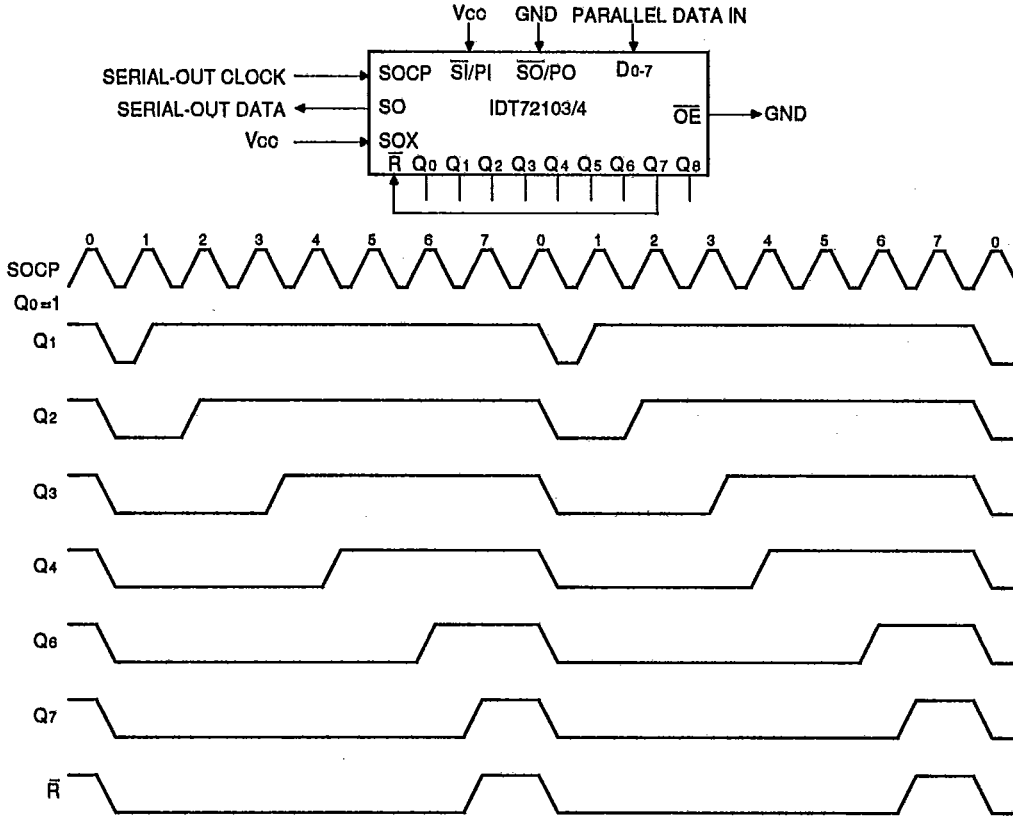 Vcc GND PARALLEL DATA IN
SERIAL-OUT CLOCK SOCP S̅I̅/PI S̅O̅/PO D0-7
SERIAL-OUT DATA SO IDT72103/4 O̅E̅ GND
Vcc SOX
R̅ Q0 Q1 Q2 Q3 Q4 Q5 Q6 Q7 Q8
0 1 2 3 4 5 6 7 0 1 2 3 4 5 6 7 0
SOCP
Q0=1
Q1
Q2
Q3
Q4
Q6
Q7
R̅